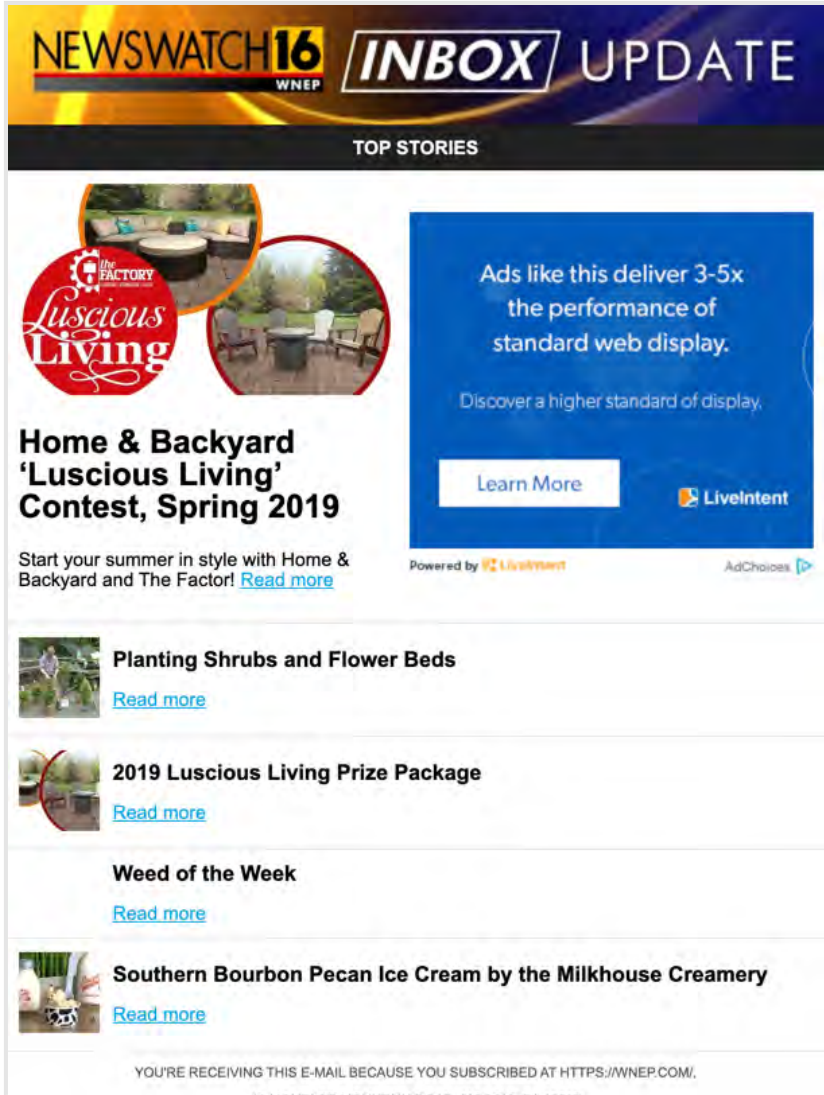 NEWSWATCH 16
WNEP
INBOX UPDATE
TOP STORIES
the
FACTORY
Luscious
Living
Home & Backyard
‘Luscious Living’
Contest, Spring 2019
Start your summer in style with Home &
Backyard and The Factor! Read more
Ads like this deliver 3-5x
the performance of
standard web display.
Discover a higher standard of display.
Learn More
LiveIntent
Powered by LiveIntent
AdChoices
Planting Shrubs and Flower Beds
Read more
2019 Luscious Living Prize Package
Read more
Weed of the Week
Read more
Southern Bourbon Pecan Ice Cream by the Milkhouse Creamery
Read more
YOU'RE RECEIVING THIS E-MAIL BECAUSE YOU SUBSCRIBED AT HTTPS://WNEP.COM/.